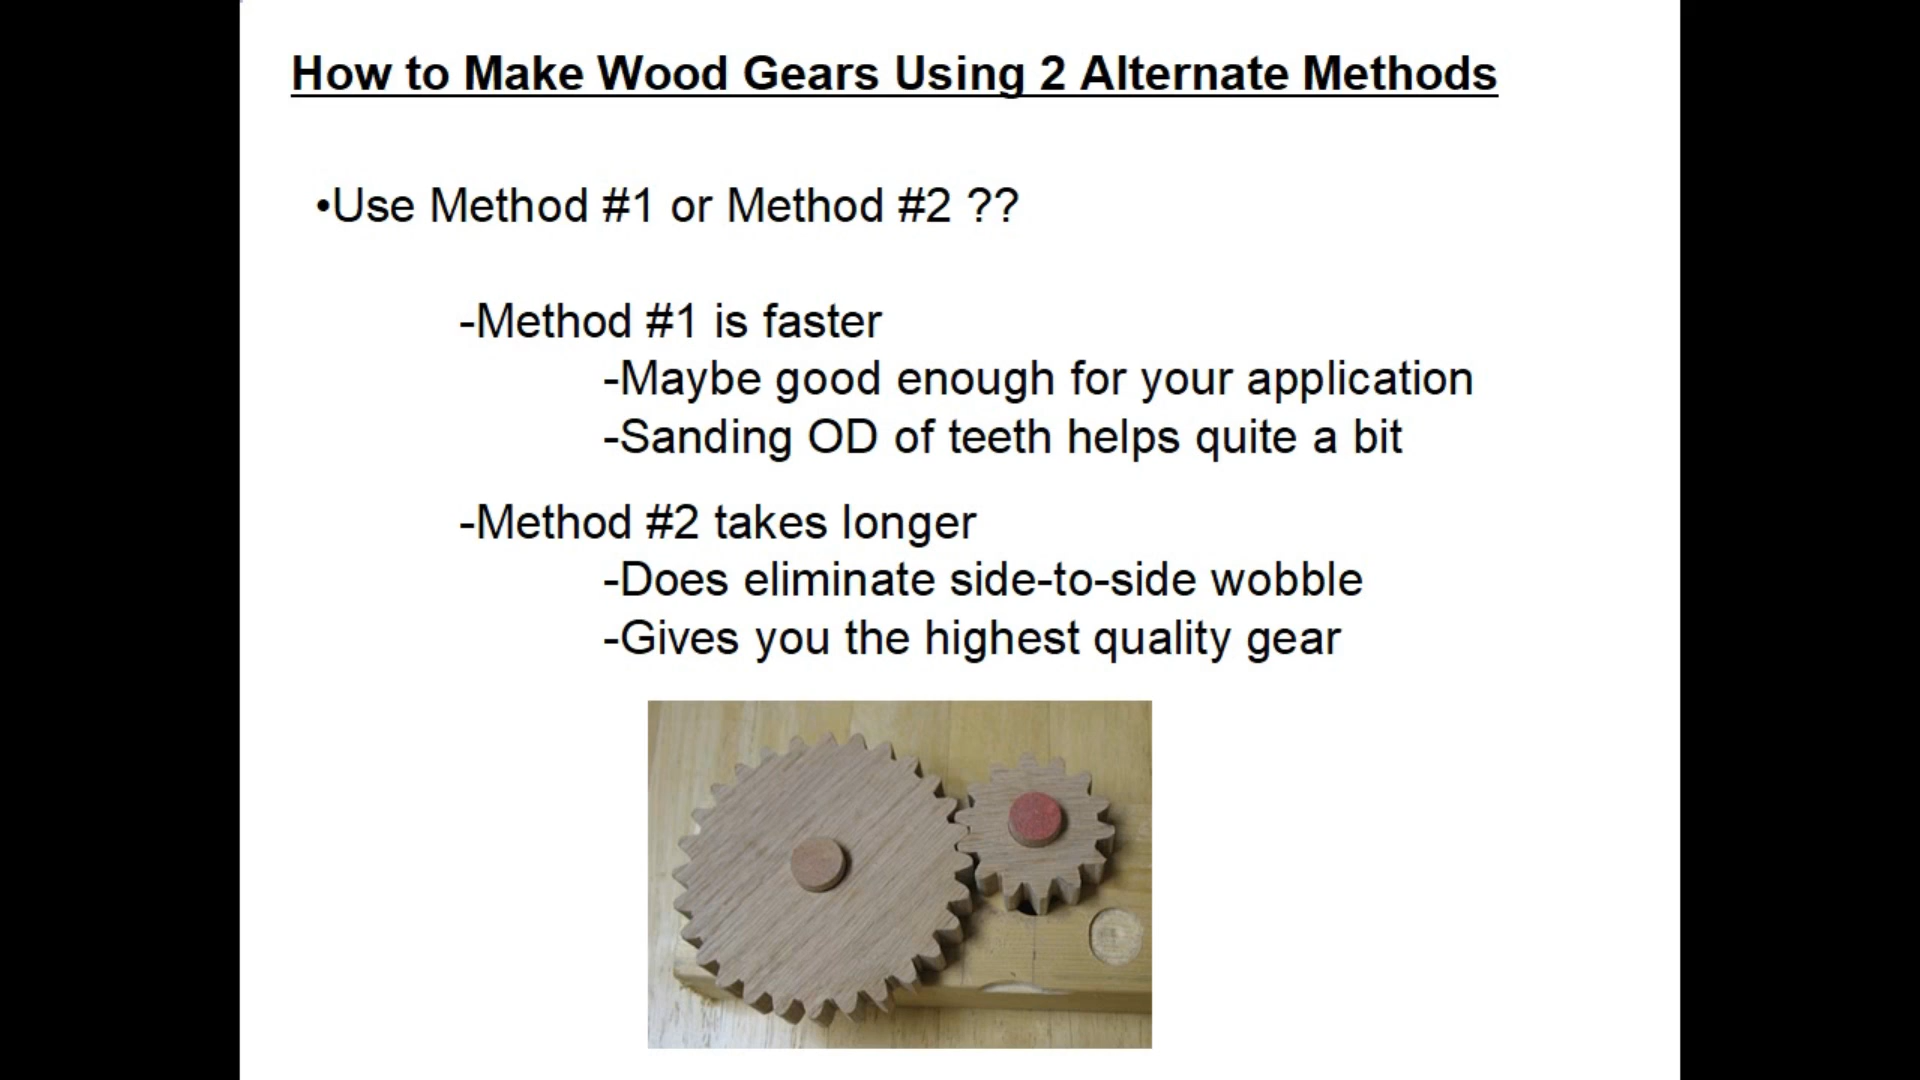 How to Make Wood Gears Using 2 Alternate Methods
•Use Method #1 or Method #2 ??
-Method #1 is faster
-Maybe good enough for your application
-Sanding OD of teeth helps quite a bit
-Method #2 takes longer
-Does eliminate side-to-side wobble
-Gives you the highest quality gear